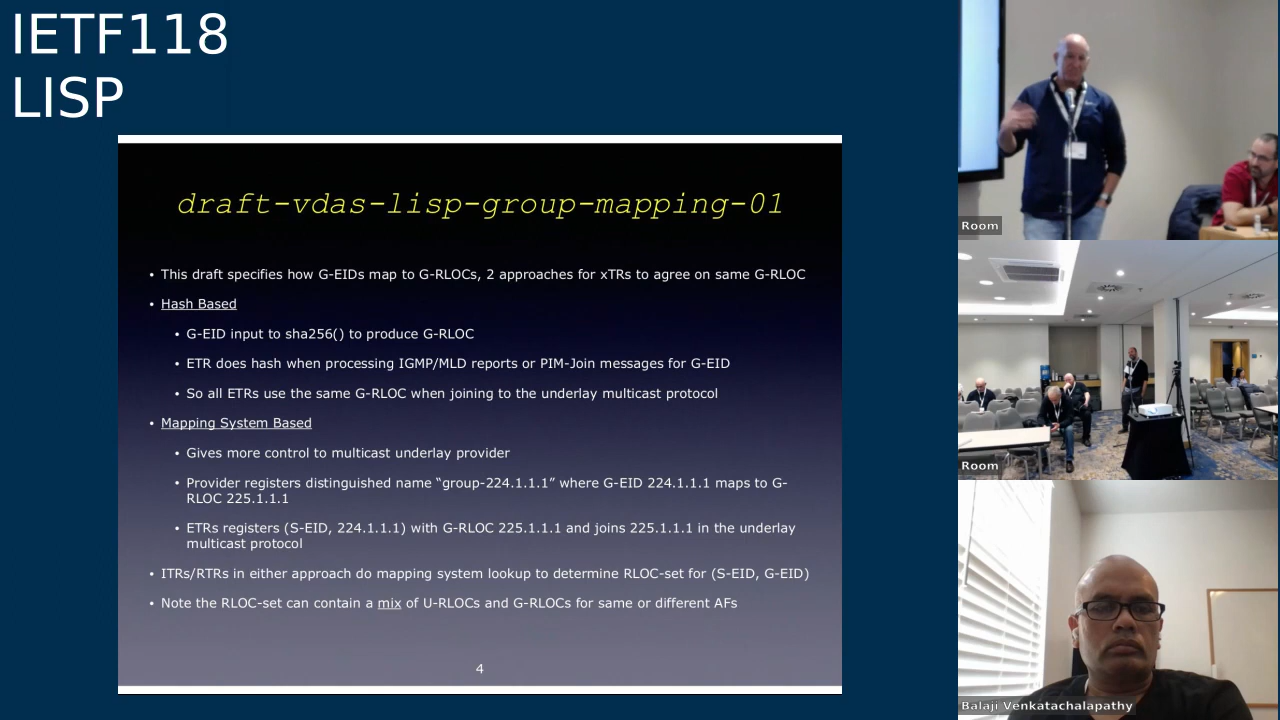 IETF118
LISP
draft-vdas-lisp-group-mapping-01
• This draft specifies how G-EIDs map to G-RLOCs, 2 approaches for xTRs to agree on same G-RLOC
• Hash Based
• G-EID input to sha256() to produce G-RLOC
• ETR does hash when processing IGMP/MLD reports or PIM-Join messages for G-EID
• So all ETRs use the same G-RLOC when joining to the underlay multicast protocol
• Mapping System Based
• Gives more control to multicast underlay provider
• Provider registers distinguished name “group-224.1.1.1” where G-EID 224.1.1.1 maps to G-
RLOC 225.1.1.1
• ETRs registers (S-EID, 224.1.1.1) with G-RLOC 225.1.1.1 and joins 225.1.1.1 in the underlay
multicast protocol
• ITRs/RTRs in either approach do mapping system lookup to determine RLOC-set for (S-EID, G-EID)
• Note the RLOC-set can contain a mix of U-RLOCs and G-RLOCs for same or different AFs
4
Room
Room
Balaji Venkatachalapathy